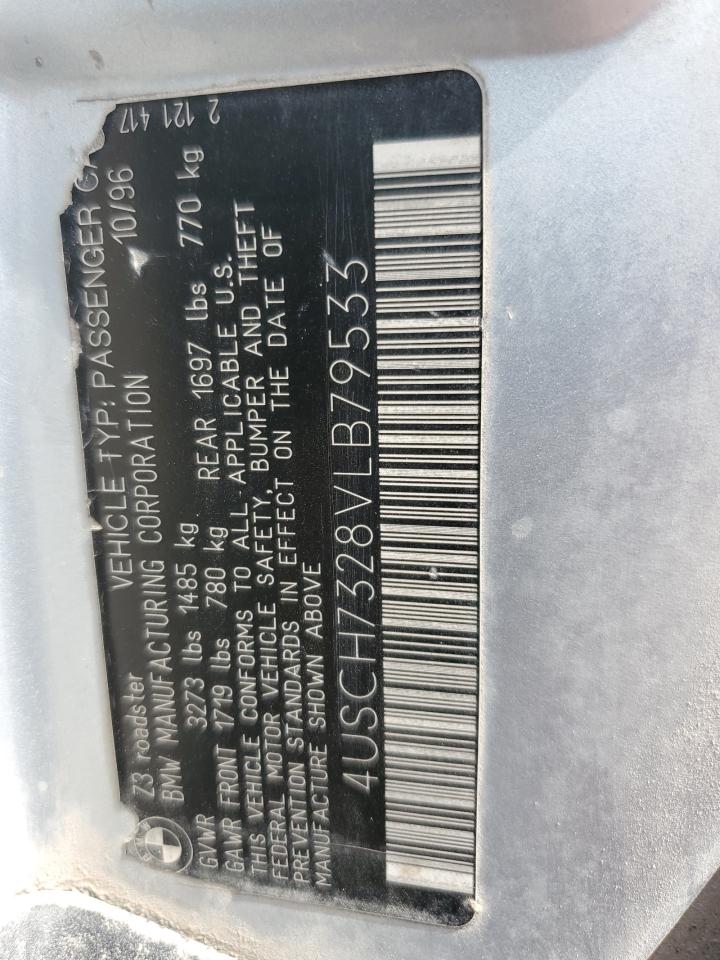 Z3 roadster VEHICLE TYP: PASSENGER
BMW MANUFACTURING CORPORATION 10/96
GVWR 3273 lbs 1485 kg
GAWR FRONT 1719 lbs 780 kg REAR 1697 lbs 770 kg
THIS VEHICLE CONFORMS TO ALL APPLICABLE U.S.
FEDERAL MOTOR VEHICLE SAFETY, BUMPER AND THEFT
PREVENTION STANDARDS IN EFFECT ON THE DATE OF
MANUFACTURE SHOWN ABOVE
4USCH7328VLB79533
2 121 417